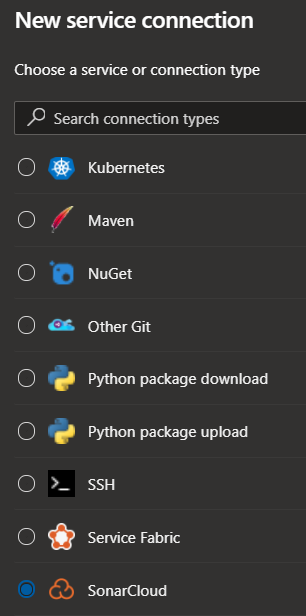 New service connection
Choose a service or connection type
Search connection types
Kubernetes
Maven
NuGet
Other Git
Python package download
Python package upload
SSH
Service Fabric
SonarCloud